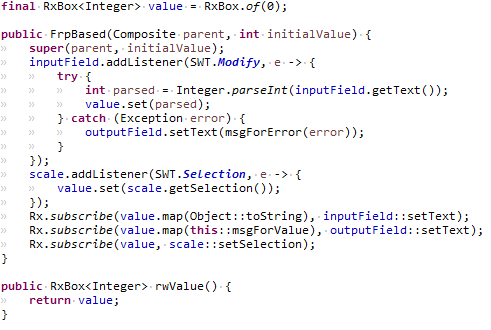 final RxBox<Integer> value = RxBox.of(0);

public FrpBased(Composite parent, int initialValue) {
    super(parent, initialValue);
    inputField.addListener(SWT.Modify, e -> {
        try {
            int parsed = Integer.parseInt(inputField.getText());
            value.set(parsed);
        } catch (Exception error) {
            outputField.setText(msgForError(error));
        }
    });
    scale.addListener(SWT.Selection, e -> {
        value.set(scale.getSelection());
    });
    Rx.subscribe(value.map(Object::toString), inputField::setText);
    Rx.subscribe(value.map(this::msgForValue), outputField::setText);
    Rx.subscribe(value, scale::setSelection);
}

public RxBox<Integer> rwValue() {
    return value;
}